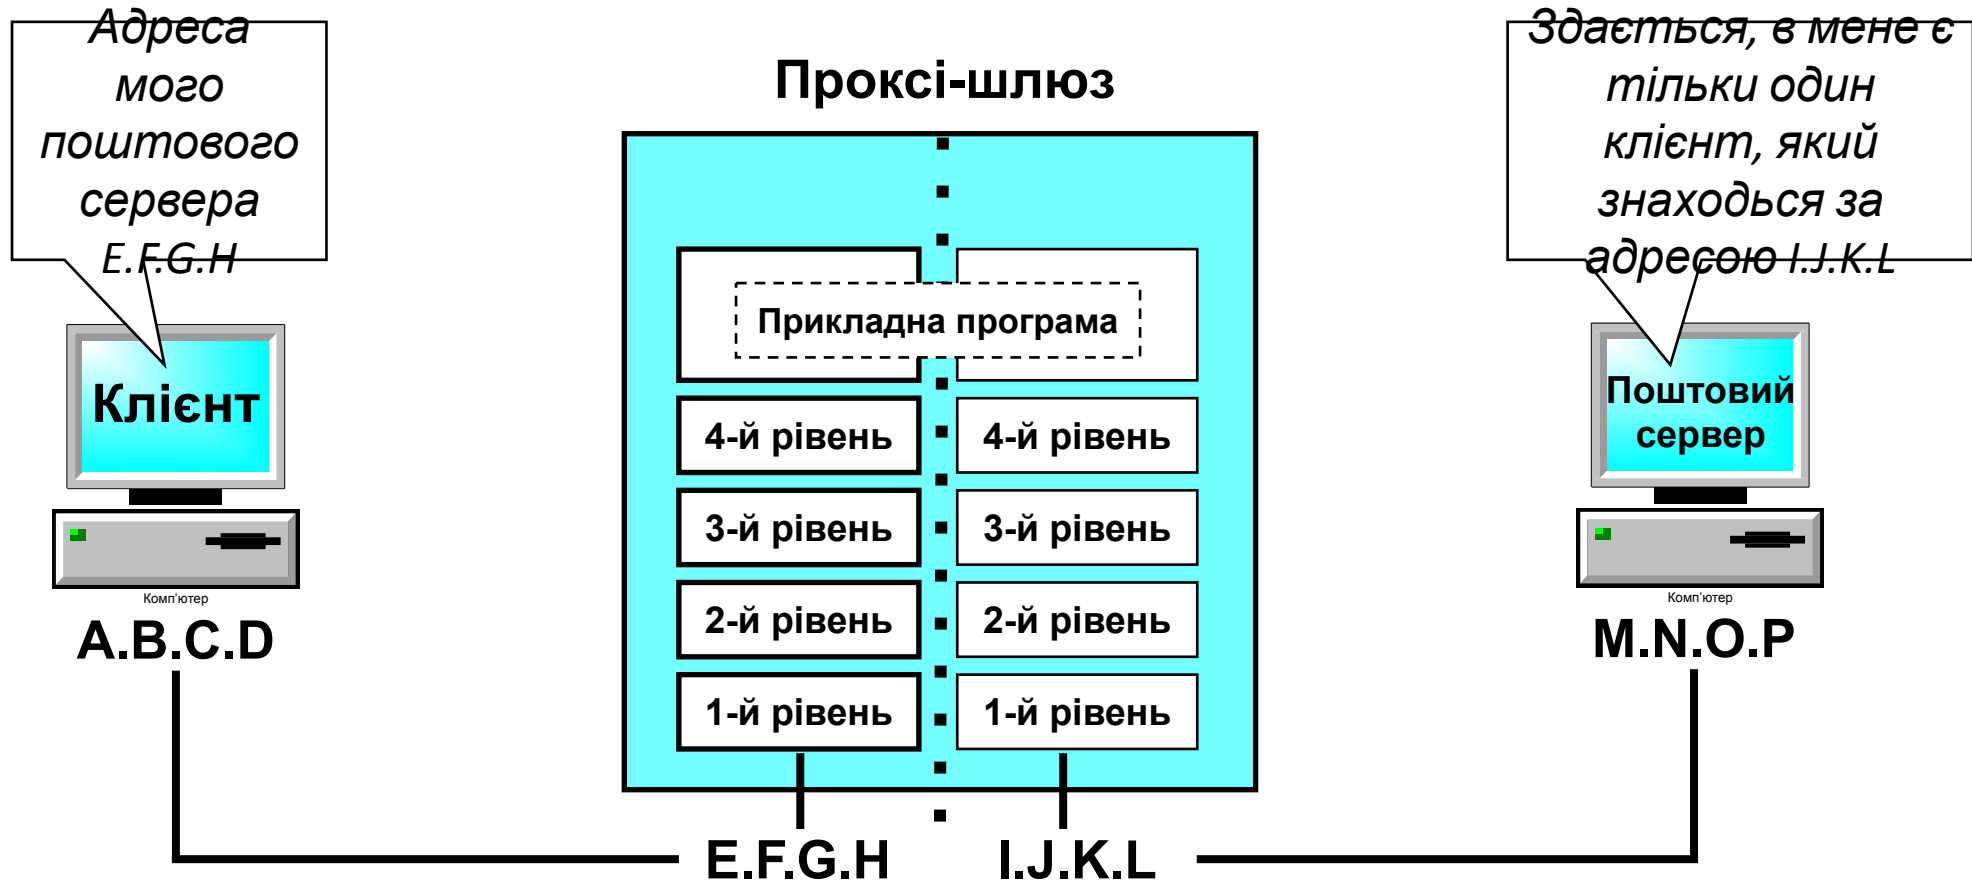 Адреса
мого
поштового
сервера
E.F.G.H
Проксі-шлюз
Здається, в мене є
тільки один
клієнт, який
знаходься за
адресою I.J.K.L
Прикладна програма
4-й рівень
4-й рівень
3-й рівень
3-й рівень
2-й рівень
2-й рівень
1-й рівень
1-й рівень
E.F.G.H
I.J.K.L
Клієнт
Комп'ютер
A.B.C.D
Поштовий
сервер
Комп'ютер
M.N.O.P